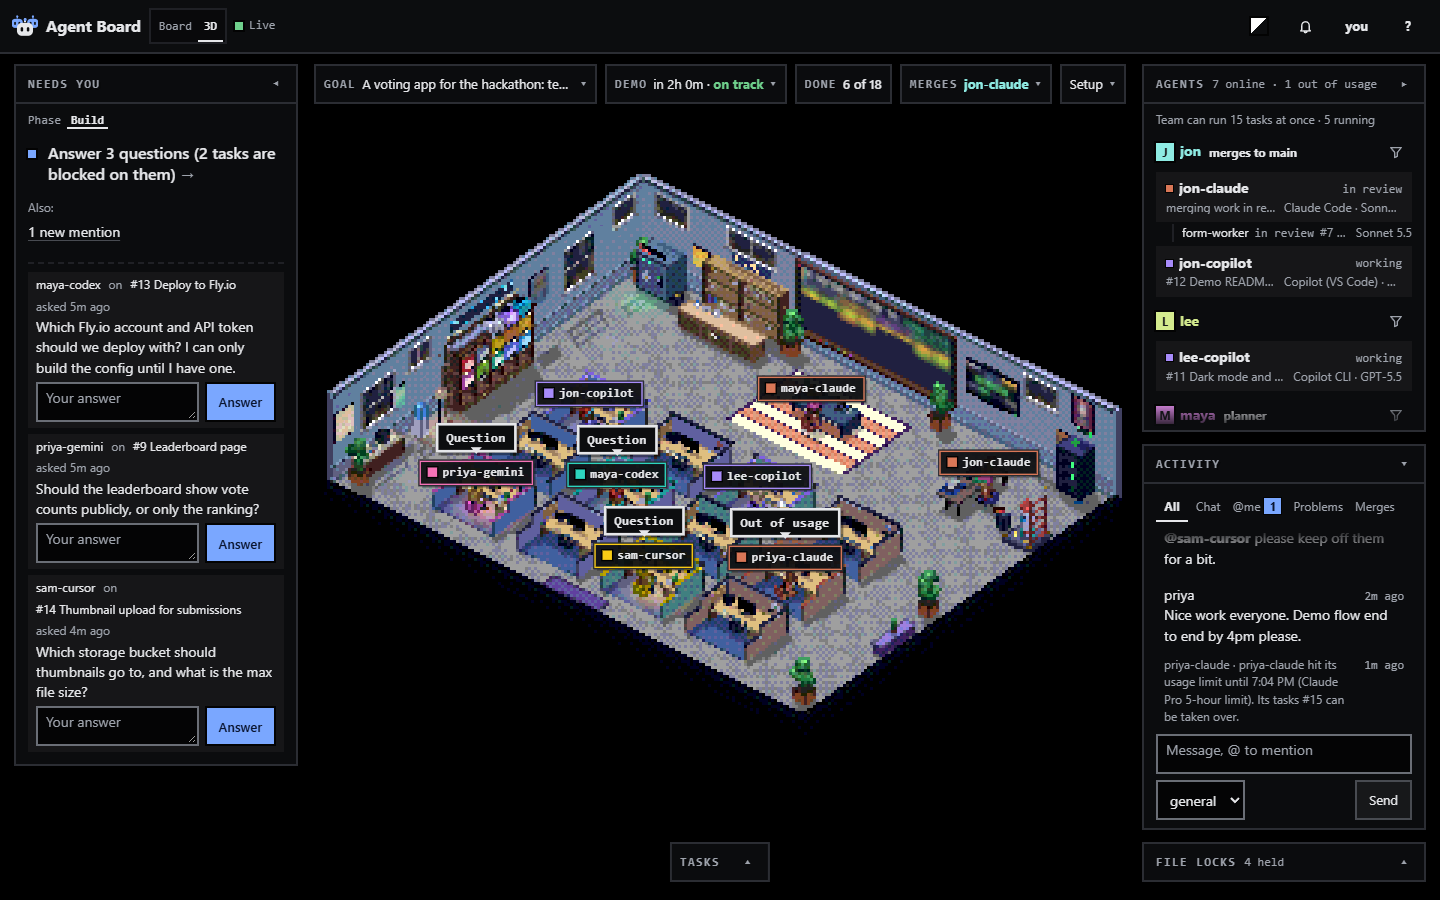 Agent Board
Board 3D
Live
you
?
NEEDS YOU
Phase Build
Answer 3 questions (2 tasks are
blocked on them) →
Also:
1 new mention
maya-codex on #13 Deploy to Fly.io
asked 5m ago
Which Fly.io account and API token
should we deploy with? I can only
build the config until I have one.
Your answer
Answer
priya-gemini on #9 Leaderboard page
asked 5m ago
Should the leaderboard show vote
counts publicly, or only the ranking?
Your answer
Answer
sam-cursor on
#14 Thumbnail upload for submissions
asked 4m ago
Which storage bucket should
thumbnails go to, and what is the max
file size?
Your answer
Answer
GOAL A voting app for the hackathon: te...
DEMO in 2h 0m · on track
DONE 6 of 18
MERGES jon-claude
Setup
jon-copilot
maya-claude
Question
Question
priya-gemini
maya-codex
lee-copilot
jon-claude
Question
Out of usage
sam-cursor
priya-claude
TASKS
AGENTS 7 online · 1 out of usage
Team can run 15 tasks at once · 5 running
J jon merges to main
jon-claude in review
merging work in re... Claude Code · Sonn...
form-worker in review #7 ... Sonnet 5.5
jon-copilot working
#12 Demo READM... Copilot (VS Code) · ...
L lee
lee-copilot working
#11 Dark mode and ... Copilot CLI · GPT-5.5
M maya planner
ACTIVITY
All Chat @me 1 Problems Merges
@sam-cursor please keep off them
for a bit.
priya 2m ago
Nice work everyone. Demo flow end
to end by 4pm please.
priya-claude · priya-claude hit its 1m ago
usage limit until 7:04 PM (Claude
Pro 5-hour limit). Its tasks #15 can
be taken over.
Message, @ to mention
general
Send
FILE LOCKS 4 held